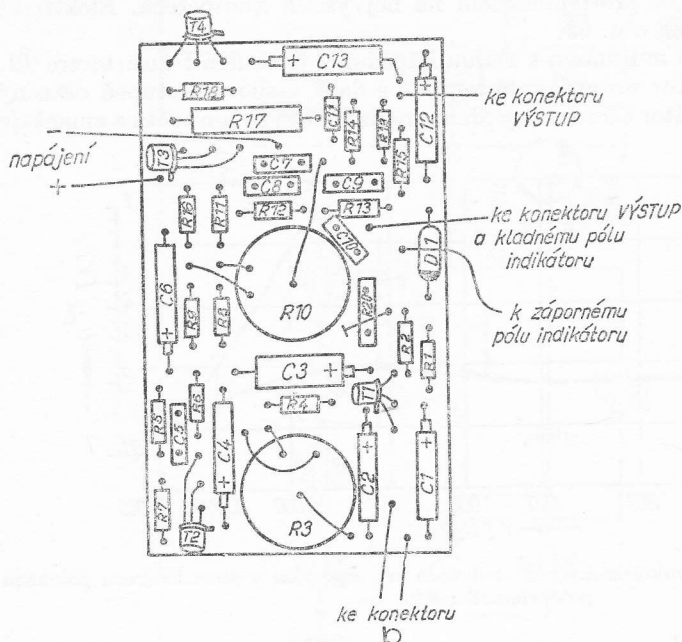 T4
C13
ke konektoru
VÝSTUP
R18
C11
C12
R17
R14
R15
napájení
T3
C7
C8
C9
R16
R11
R12
R13
ke konektoru VÝSTUP
a kladnému pólu
indikátoru
C10
D1
C6
R10
R20
k zápornému
pólu indikátoru
R9
R8
R2
R1
C3
R4
T1
R5
C5
R6
C4
C2
C1
R7
T2
R3
ke konektoru